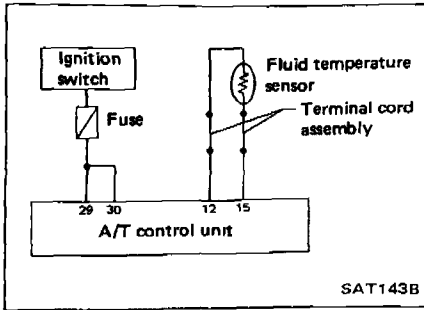 Ignition
switch
Fluid temperature
sensor
Fuse
Terminal cord
assembly
29 30 12 15
A/T control unit
SAT143B